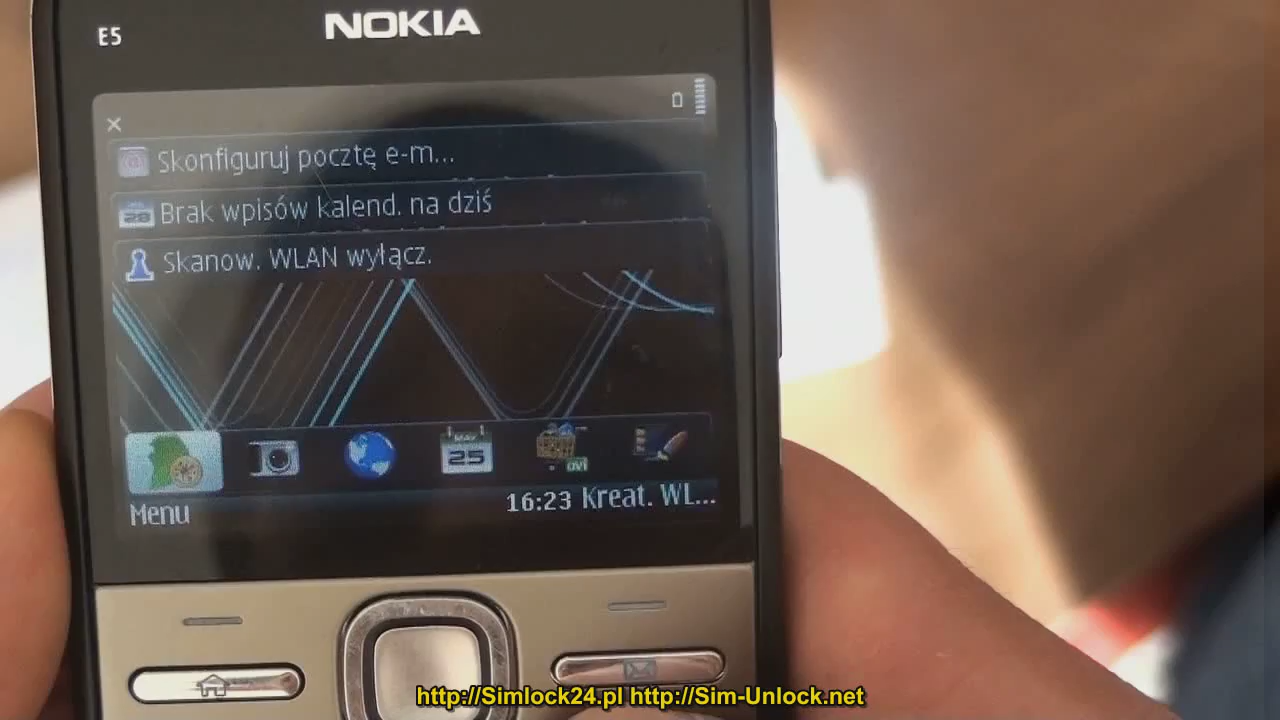 E5
NOKIA
Skonfiguruj pocztę e-m...
Brak wpisów kalend. na dziś
Skanow. WLAN wyłącz.
MAY
25
ovi
Menu
16:23 Kreat. WL...
http://Simlock24.pl http://Sim-Unlock.net